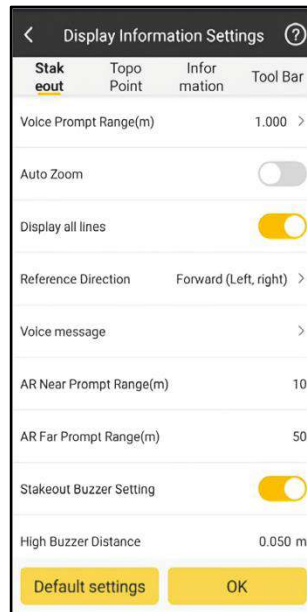 Display Information Settings ?
Stak Topo Infor Tool Bar
eout Point mation
Voice Prompt Range(m) 1.000 >
Auto Zoom
Display all lines
Reference Direction Forward (Left, right) >
Voice message >
AR Near Prompt Range(m) 10
AR Far Prompt Range(m) 50
Stakeout Buzzer Setting
High Buzzer Distance 0.050 m
Default settings OK